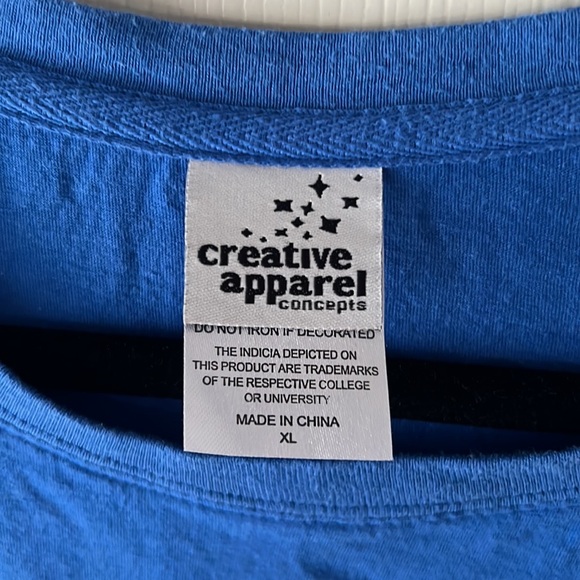 creative
apparel
concepts
DO NOT IRON IF DECORATED
THE INDICIA DEPICTED ON
THIS PRODUCT ARE TRADEMARKS
OF THE RESPECTIVE COLLEGE
OR UNIVERSITY
MADE IN CHINA
XL